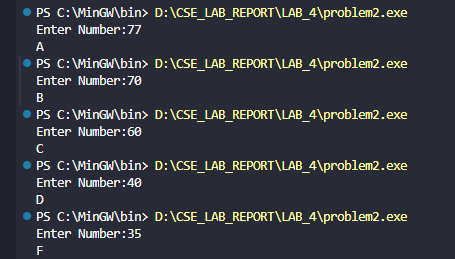 PS C:\MinGW\bin> D:\CSE_LAB_REPORT\LAB_4\problem2.exe
Enter Number:77
A
PS C:\MinGW\bin> D:\CSE_LAB_REPORT\LAB_4\problem2.exe
Enter Number:70
B
PS C:\MinGW\bin> D:\CSE_LAB_REPORT\LAB_4\problem2.exe
Enter Number:60
C
PS C:\MinGW\bin> D:\CSE_LAB_REPORT\LAB_4\problem2.exe
Enter Number:40
D
PS C:\MinGW\bin> D:\CSE_LAB_REPORT\LAB_4\problem2.exe
Enter Number:35
F